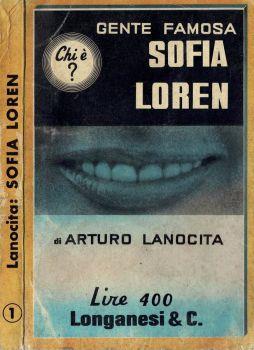 Lanocita: SOFIA LOREN
1
GENTE FAMOSA
Chi è
?
SOFIA
LOREN
di ARTURO LANOCITA
Lire 400
Longanesi & C.